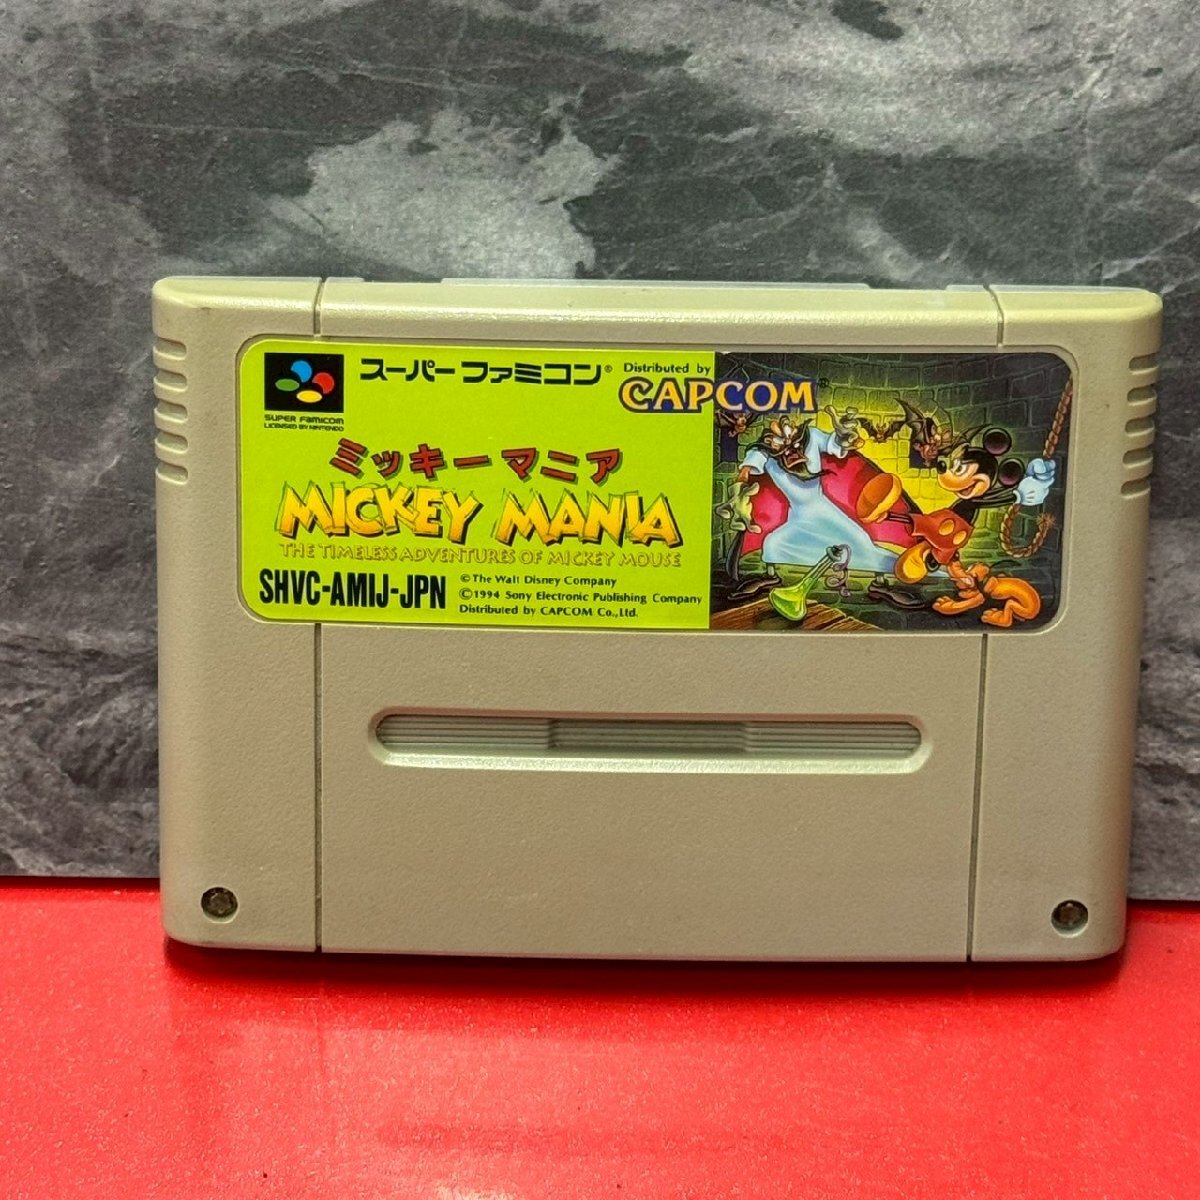 スーパーファミコン®
SUPER FAMICOM
LICENSED BY NINTENDO
Distributed by
CAPCOM®
ミッキーマニア
MICKEY MANIA
THE TIMELESS ADVENTURES OF MICKEY MOUSE
SHVC-AMIJ-JPN
© The Walt Disney Company
©1994 Sony Electronic Publishing Company
Distributed by CAPCOM Co., Ltd.